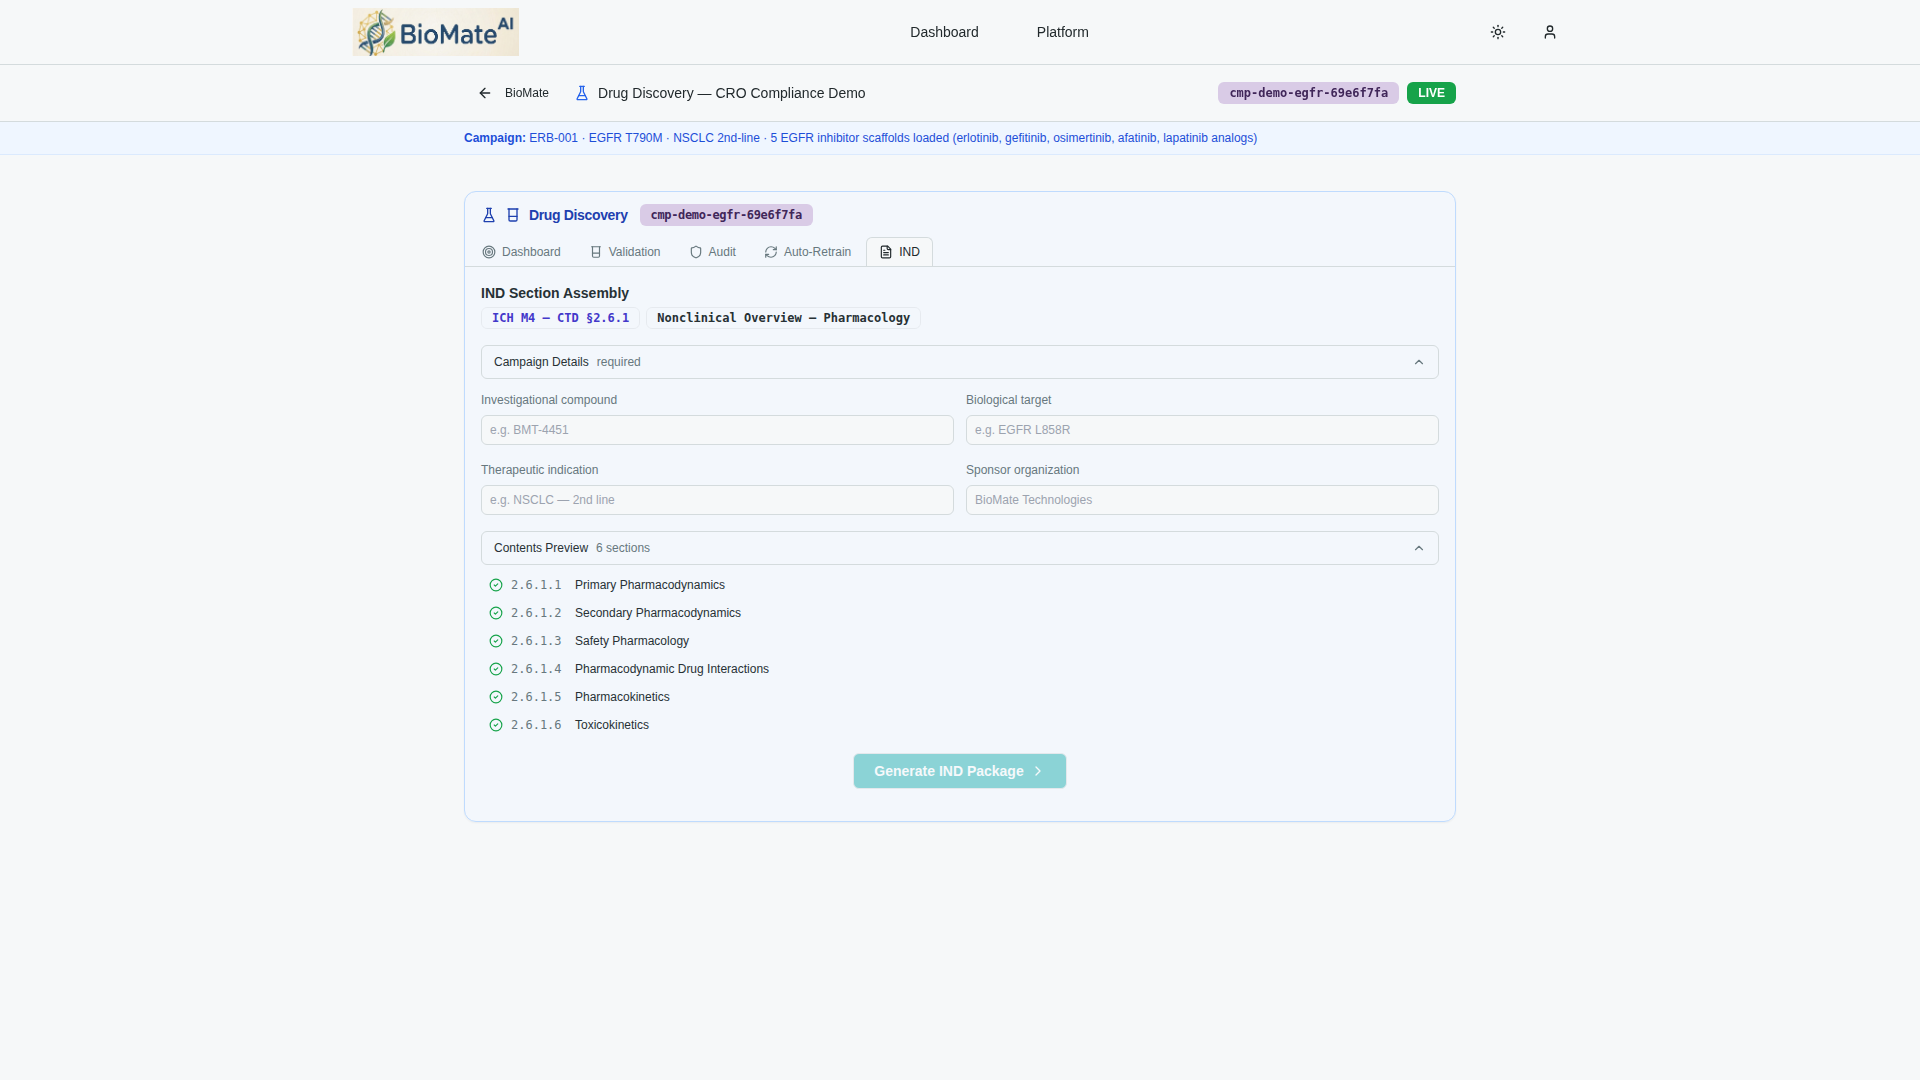 BioMate AI
Dashboard
Platform
BioMate
Drug Discovery — CRO Compliance Demo
cmp-demo-egfr-69e6f7fa
LIVE
Campaign: ERB-001 · EGFR T790M · NSCLC 2nd-line · 5 EGFR inhibitor scaffolds loaded (erlotinib, gefitinib, osimertinib, afatinib, lapatinib analogs)
Drug Discovery
cmp-demo-egfr-69e6f7fa
Dashboard
Validation
Audit
Auto-Retrain
IND
IND Section Assembly
ICH M4 — CTD §2.6.1
Nonclinical Overview — Pharmacology
Campaign Details required
Investigational compound
Biological target
e.g. BMT-4451
e.g. EGFR L858R
Therapeutic indication
Sponsor organization
e.g. NSCLC — 2nd line
BioMate Technologies
Contents Preview 6 sections
2.6.1.1 Primary Pharmacodynamics
2.6.1.2 Secondary Pharmacodynamics
2.6.1.3 Safety Pharmacology
2.6.1.4 Pharmacodynamic Drug Interactions
2.6.1.5 Pharmacokinetics
2.6.1.6 Toxicokinetics
Generate IND Package